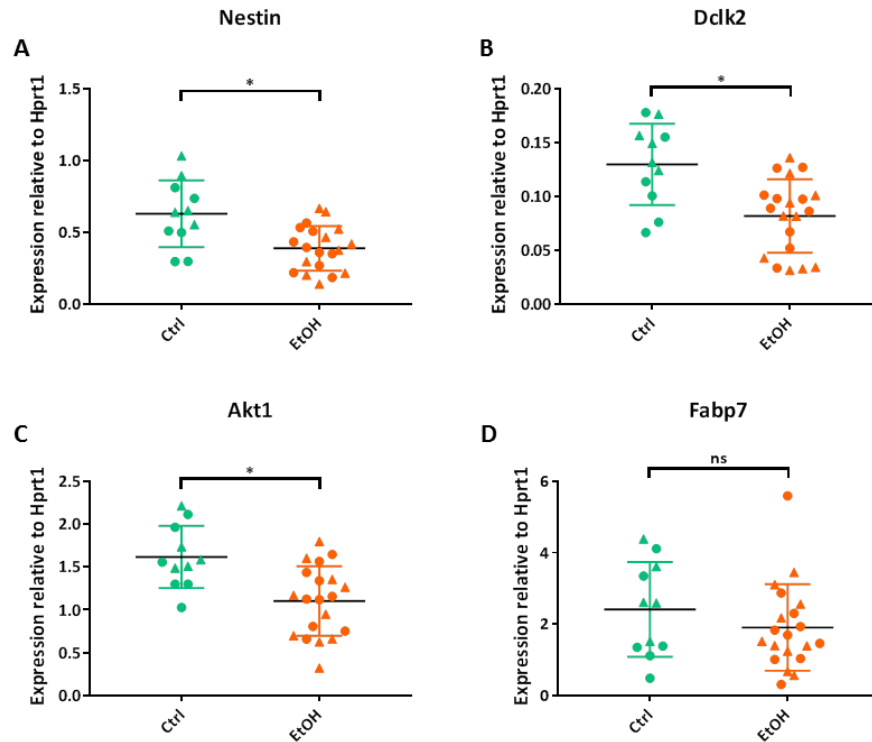 Nestin
A
Expression relative to Hprt1
1.5
1.0
0.5
0.0
*
Ctrl
EtOH
Dclk2
B
Expression relative to Hprt1
0.20
0.15
0.10
0.05
0.00
*
Ctrl
EtOH
Akt1
C
Expression relative to Hprt1
2.5
2.0
1.5
1.0
0.5
0.0
*
Ctrl
EtOH
Fabp7
D
Expression relative to Hprt1
6
4
2
0
ns
Ctrl
EtOH